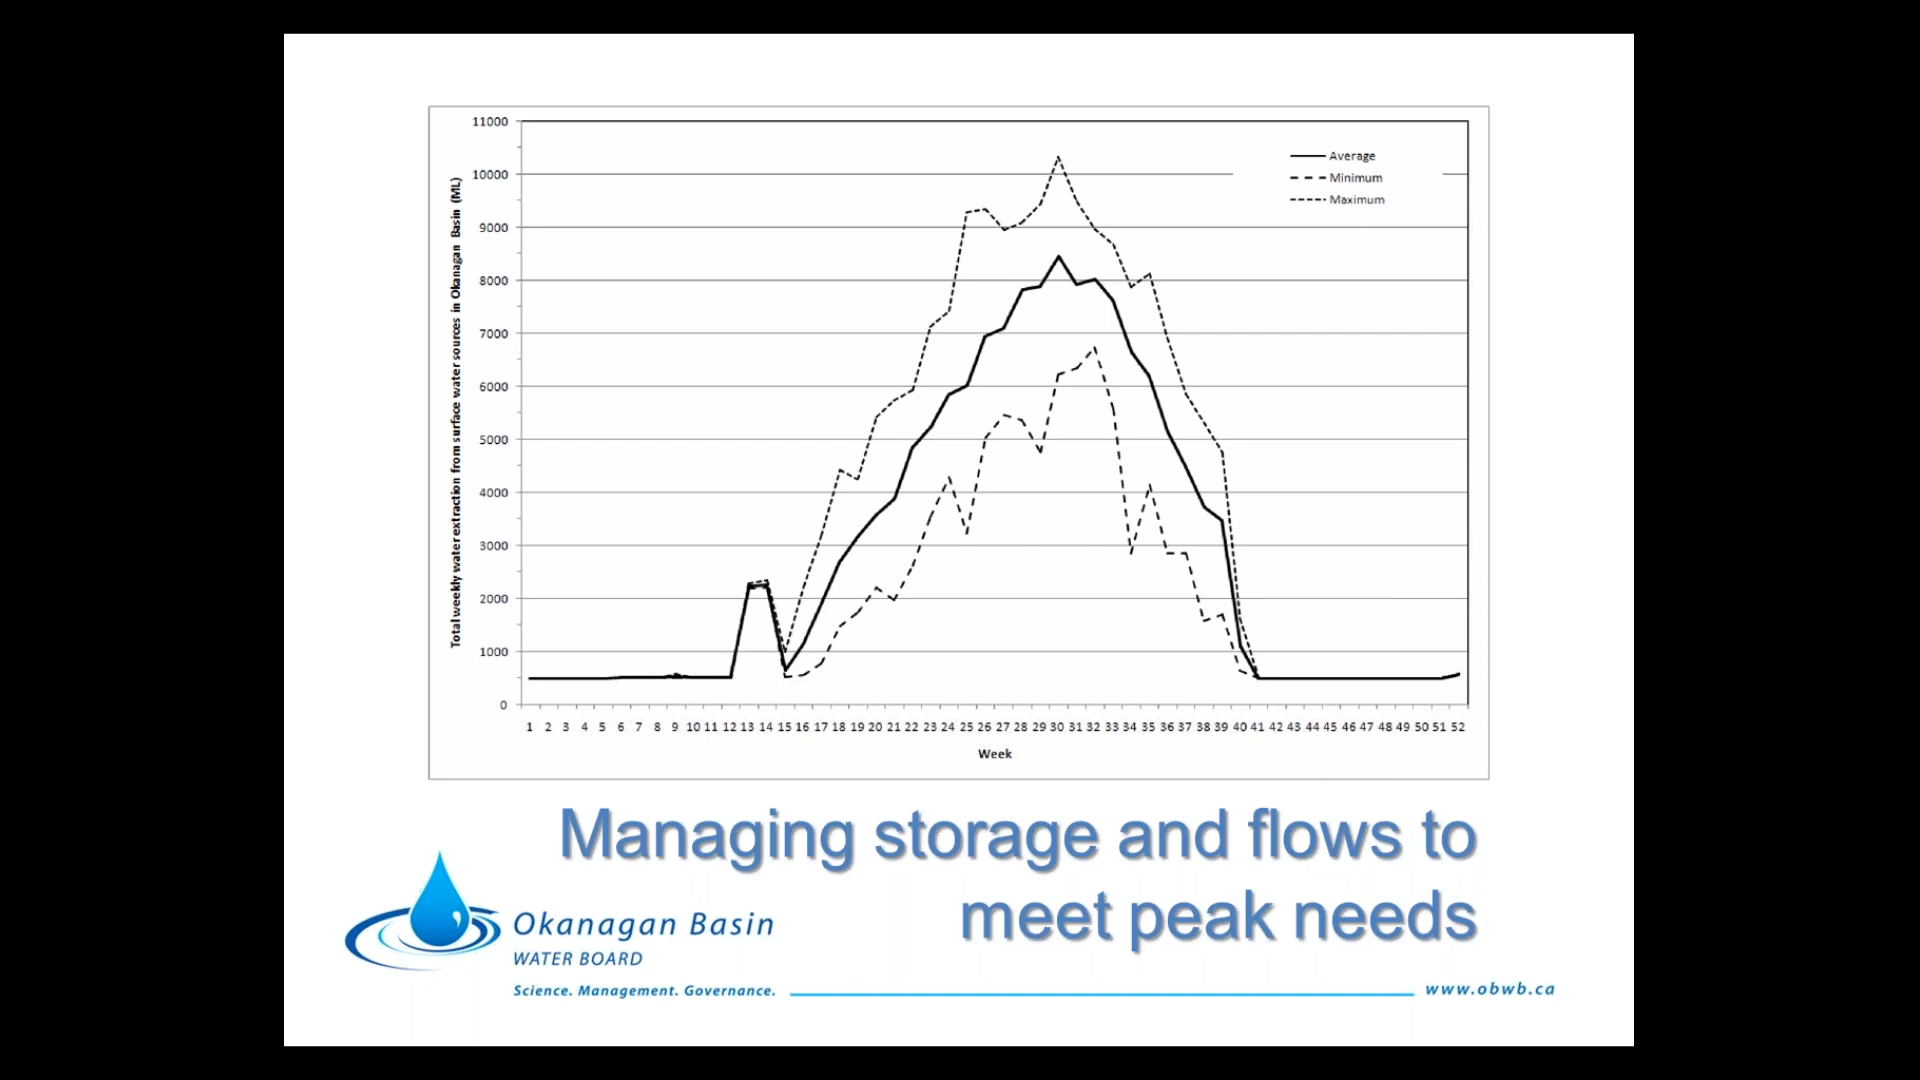 11000
10000
9000
8000
7000
6000
5000
4000
3000
2000
1000
0
Total weekly water extraction from surface water sources in Okanagan Basin (ML)
Average
Minimum
Maximum
1 2 3 4 5 6 7 8 9 10 11 12 13 14 15 16 17 18 19 20 21 22 23 24 25 26 27 28 29 30 31 32 33 34 35 36 37 38 39 40 41 42 43 44 45 46 47 48 49 50 51 52
Week
Managing storage and flows to
meet peak needs
Okanagan Basin
WATER BOARD
Science. Management. Governance.
www.obwb.ca